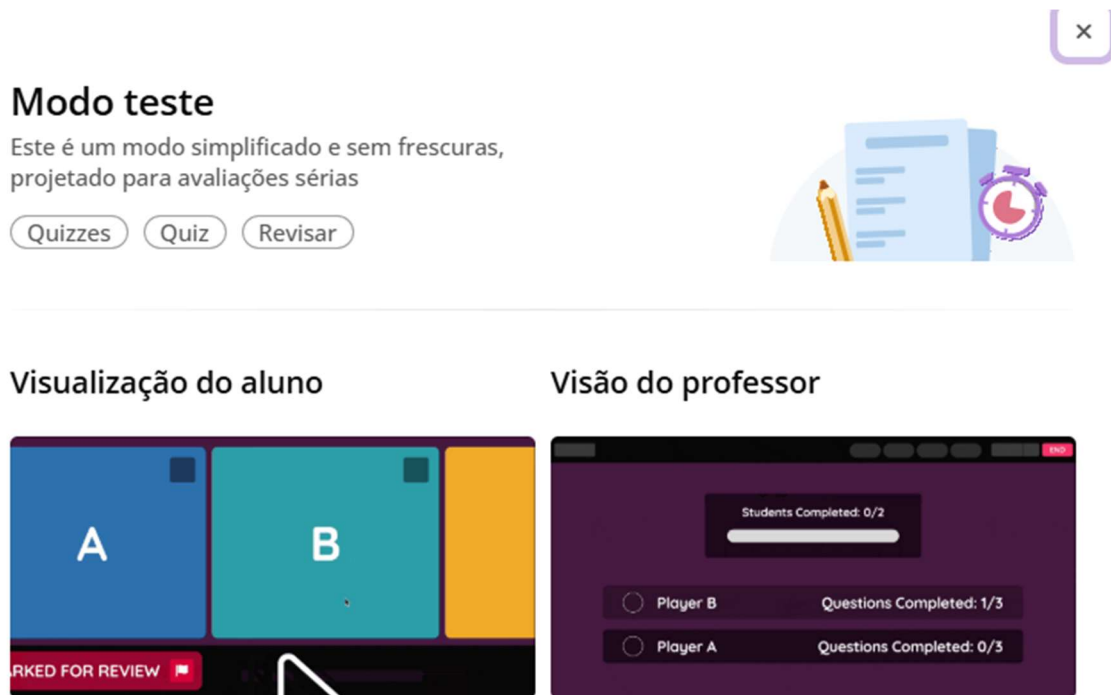 Modo teste
Este é um modo simplificado e sem frescuras,
projetado para avaliações sérias
Quizzes Quiz Revisar
Visualização do aluno
Visão do professor
A
B
RKED FOR REVIEW
END
Students Completed: 0/2
Player B Questions Completed: 1/3
Player A Questions Completed: 0/3